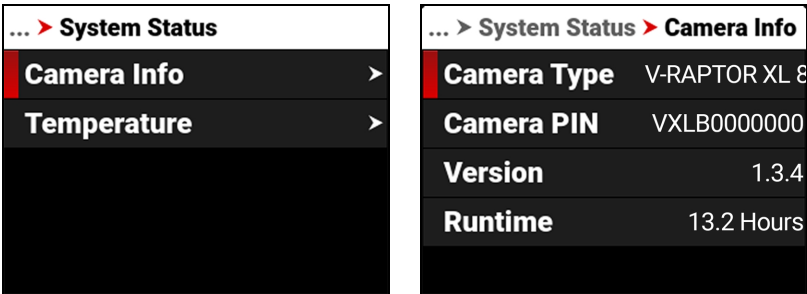 ... ➤ System Status
Camera Info ➤
Temperature ➤
... ➤ System Status ➤ Camera Info
Camera Type V-RAPTOR XL 8
Camera PIN VXLB0000000
Version 1.3.4
Runtime 13.2 Hours